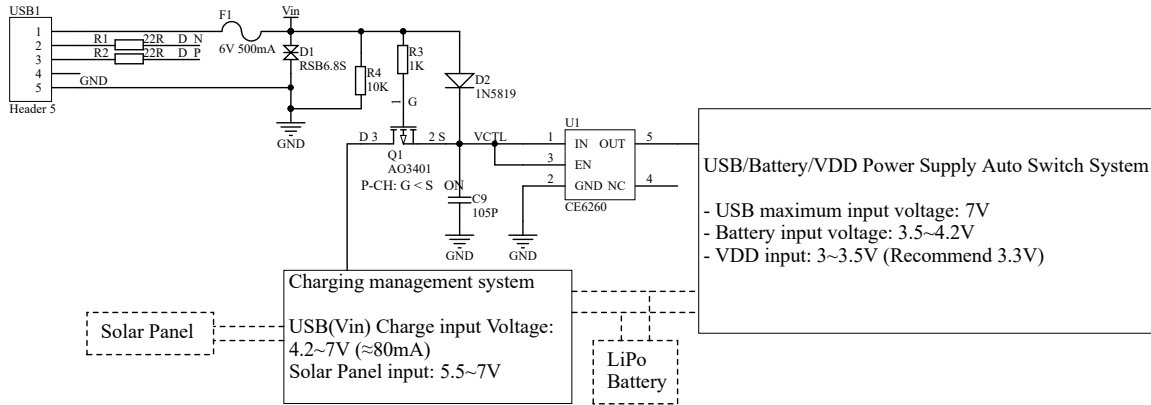 USB1
1
2
3
4
5
Header 5
R1 22R D_N
R2 22R D_P
GND
F1
6V 500mA
Vin
D1
RSB6.8S
R4
10K
R3
1K
D2
1N5819
GND
1 G
D 3
2 S
VCTL
Q1
AO3401
P-CH: G < S ON
C9
105P
GND
U1
1 IN OUT 5
3 EN
2 GND NC 4
CE6260
GND
USB/Battery/VDD Power Supply Auto Switch System
- USB maximum input voltage: 7V
- Battery input voltage: 3.5~4.2V
- VDD input: 3~3.5V (Recommend 3.3V)
Charging management system
USB(Vin) Charge input Voltage:
4.2~7V (≈80mA)
Solar Panel input: 5.5~7V
Solar Panel
LiPo
Battery